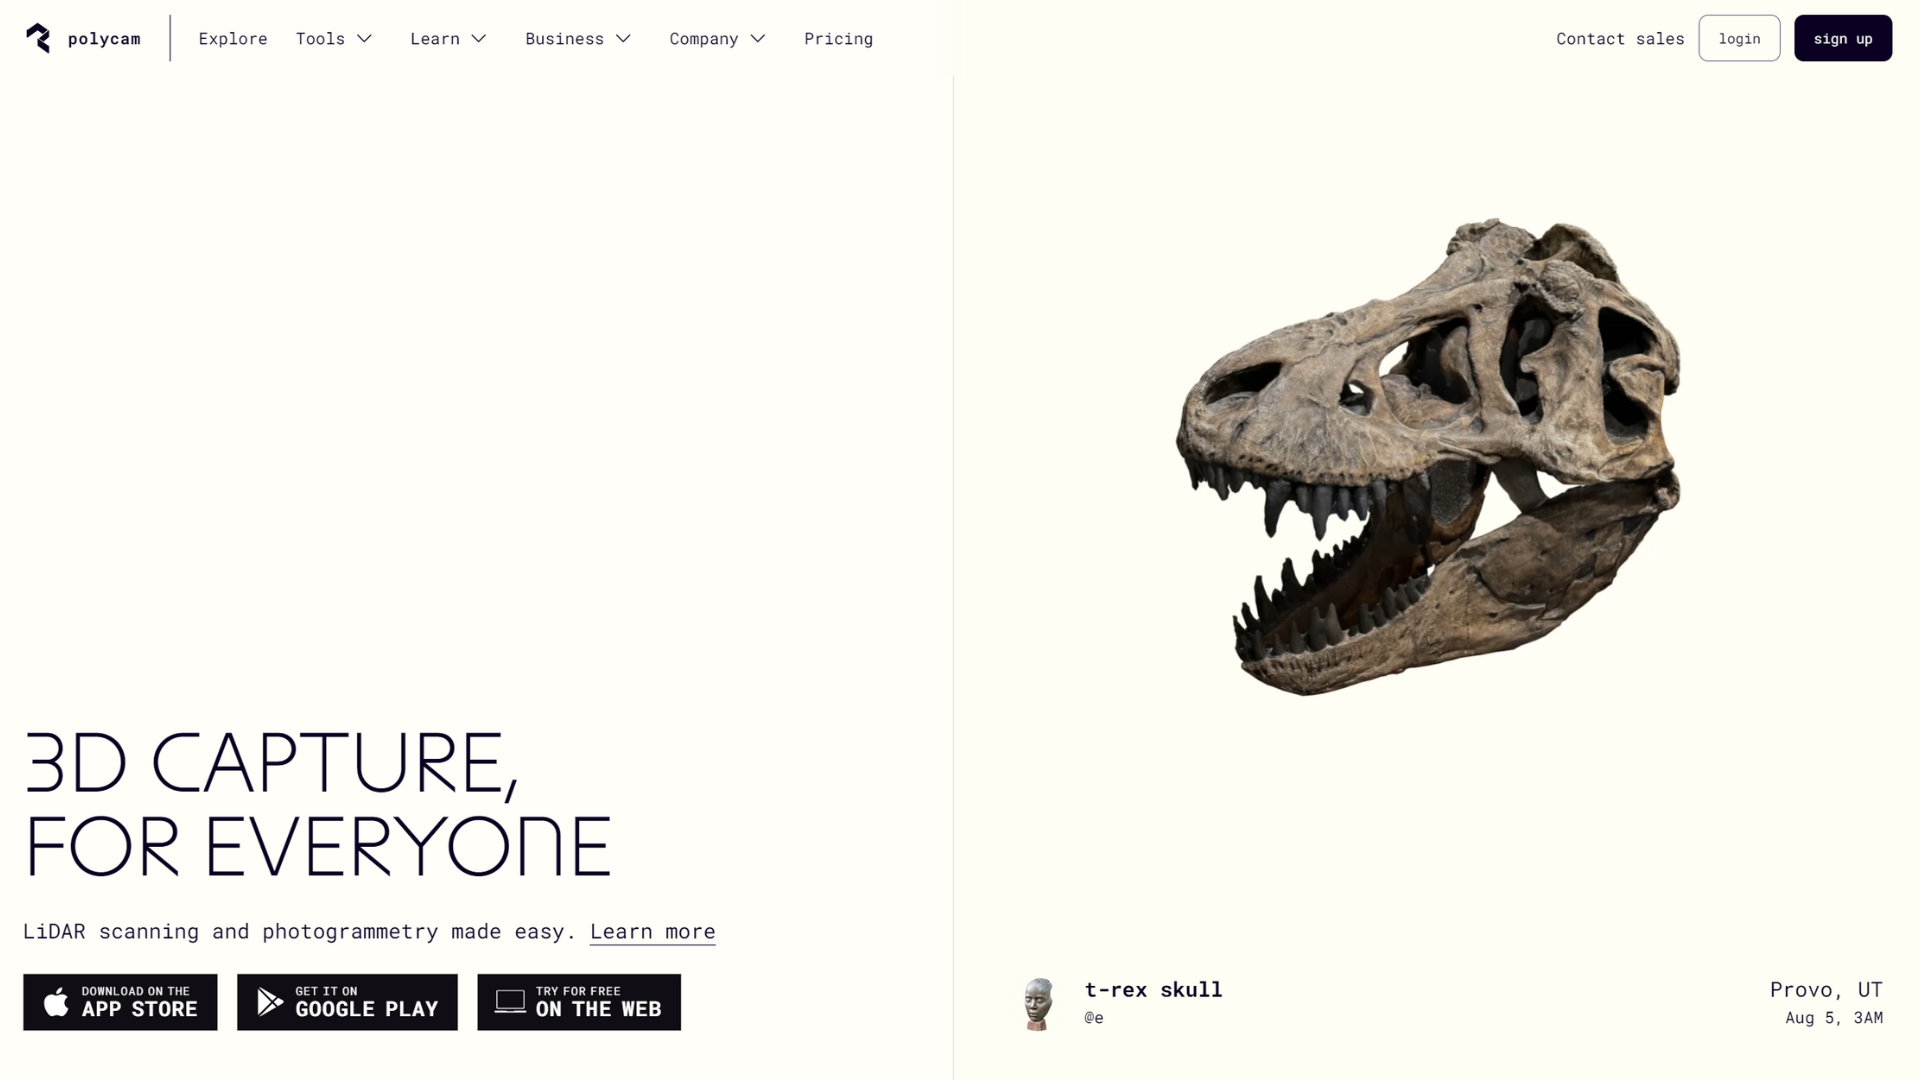 polycam
Explore Tools Learn Business Company Pricing
Contact sales login sign up
3D CAPTURE,
FOR EVERYONE
LiDAR scanning and photogrammetry made easy. Learn more
DOWNLOAD ON THE
APP STORE
GET IT ON
GOOGLE PLAY
TRY FOR FREE
ON THE WEB
t-rex skull
@e
Provo, UT
Aug 5, 3AM